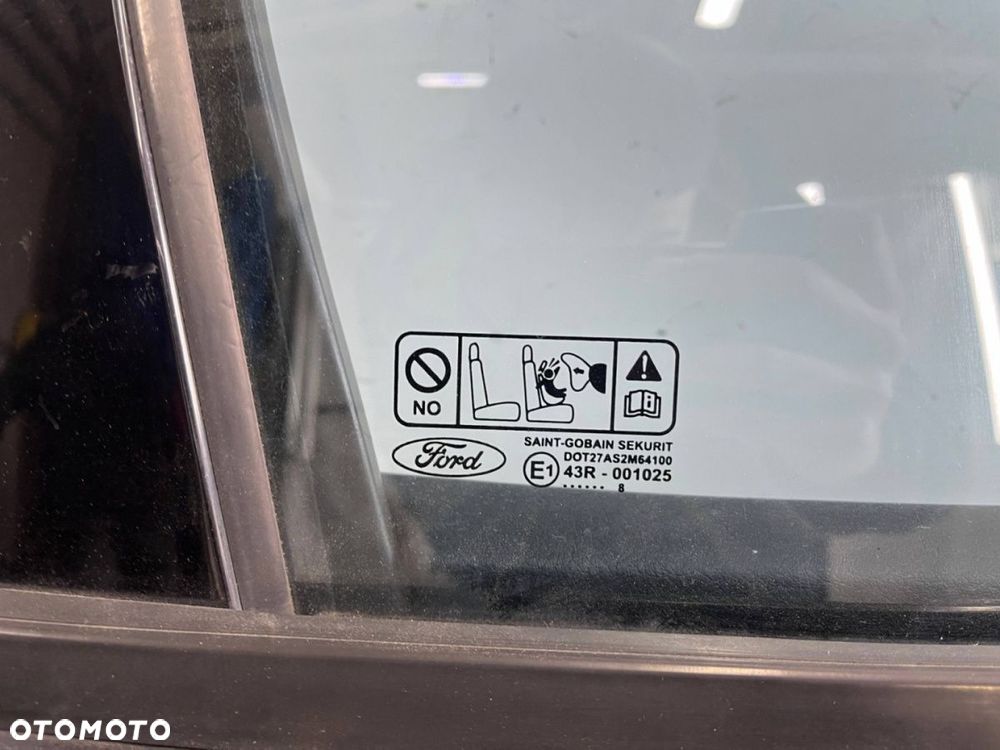 NO
Ford
SAINT-GOBAIN SEKURIT
DOT27AS2M64100
E1 43R - 001025
...... 8
OTOMOTO